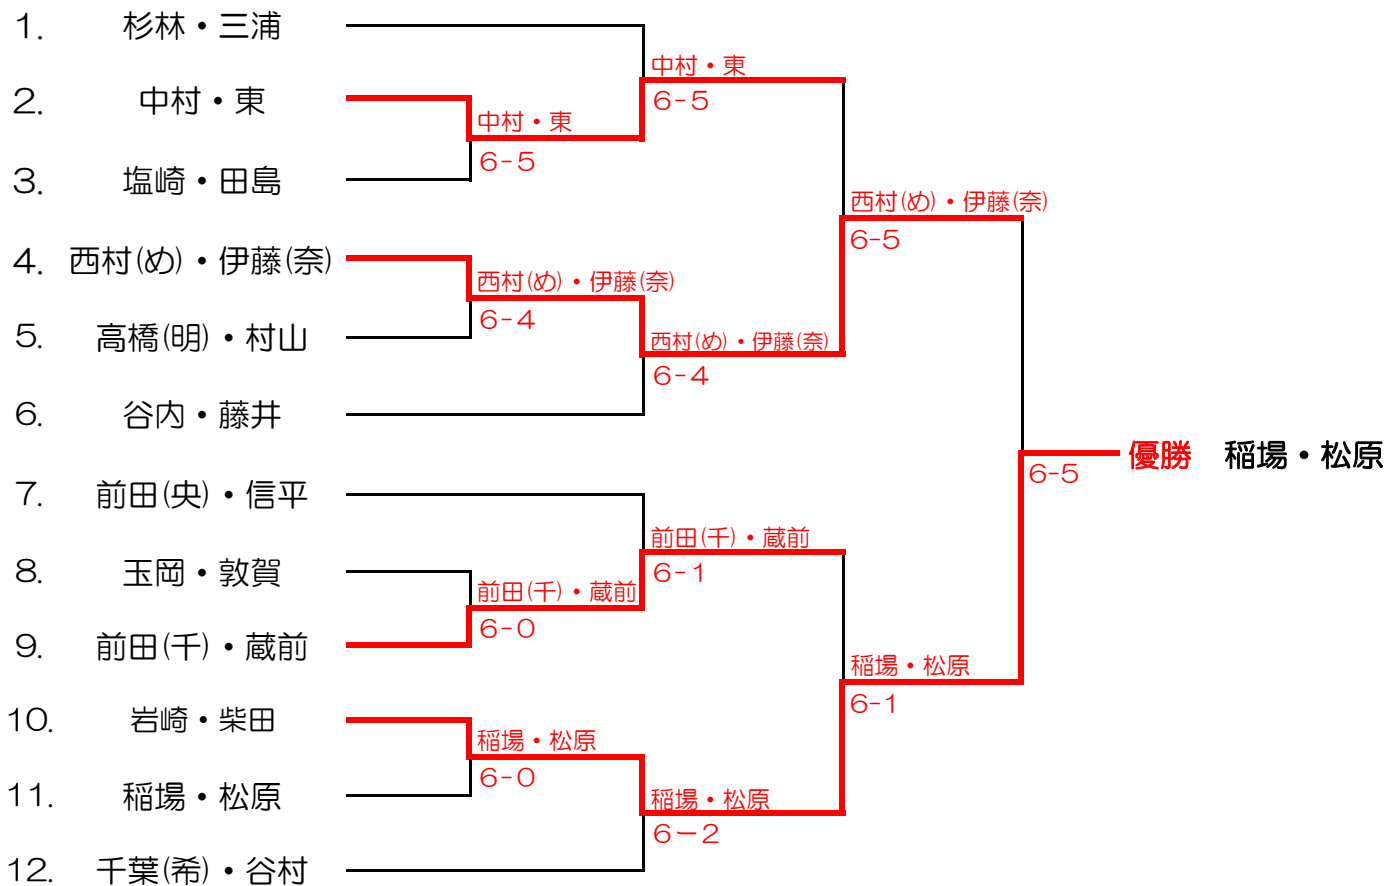 1. 杉林・三浦
2. 中村・東
3. 塩崎・田島
4. 西村(め)・伊藤(奈)
5. 高橋(明)・村山
6. 谷内・藤井
7. 前田(央)・信平
8. 玉岡・敦賀
9. 前田(千)・蔵前
10. 岩崎・柴田
11. 稲場・松原
12. 千葉(希)・谷村
中村・東
6-5
西村(め)・伊藤(奈)
6-4
前田(千)・蔵前
6-0
稲場・松原
6-0
中村・東
6-5
西村(め)・伊藤(奈)
6-4
前田(千)・蔵前
6-1
稲場・松原
6-2
西村(め)・伊藤(奈)
6-5
稲場・松原
6-1
6-5
優勝 稲場・松原